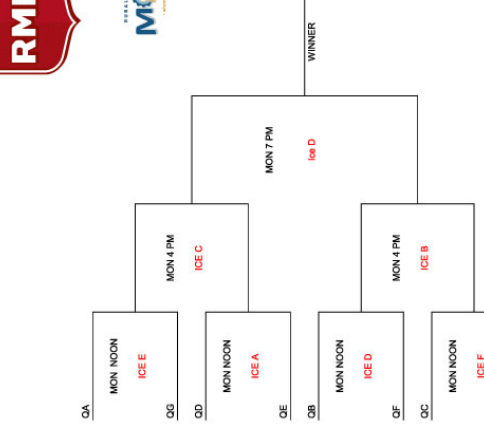 RURAL
WINNER
MON 7 PM
Ice D
MON 4 PM
ICE C
MON 4 PM
ICE B
MON NOON
ICE E
MON NOON
ICE A
MON NOON
ICE D
MON NOON
ICE F
QA
QG
QD
QE
QB
QF
QC